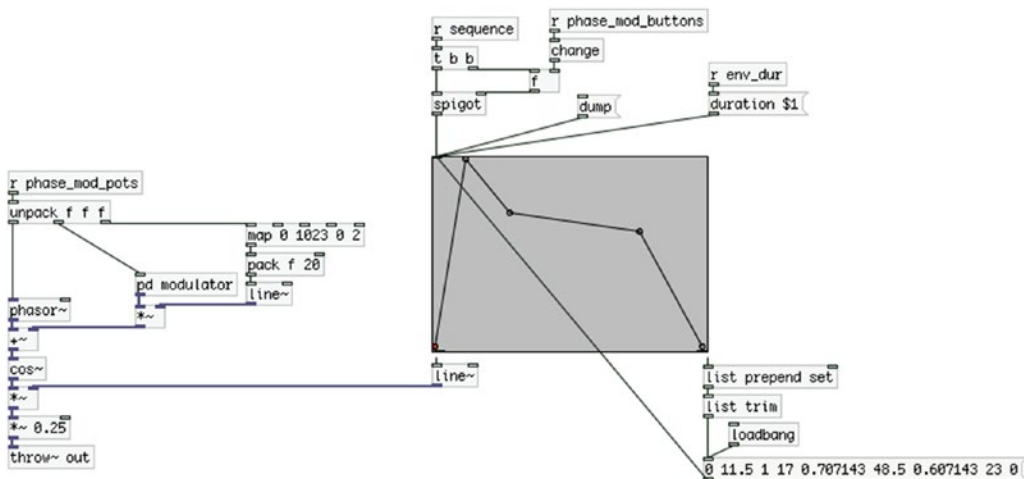 r phase_mod_buttons
r sequence
change
t b b
f
r env_dur
spigot
dump
duration $1
r phase_mod_pots
unpack f f f
map 0 1023 0 2
pack f 20
pd modulator
line~
phasor~
*~
+~
cos~
line~
list prepend set
*~
list trim
*~ 0.25
loadbang
throw~ out
0 11.5 1 17 0.707143 48.5 0.607143 23 0